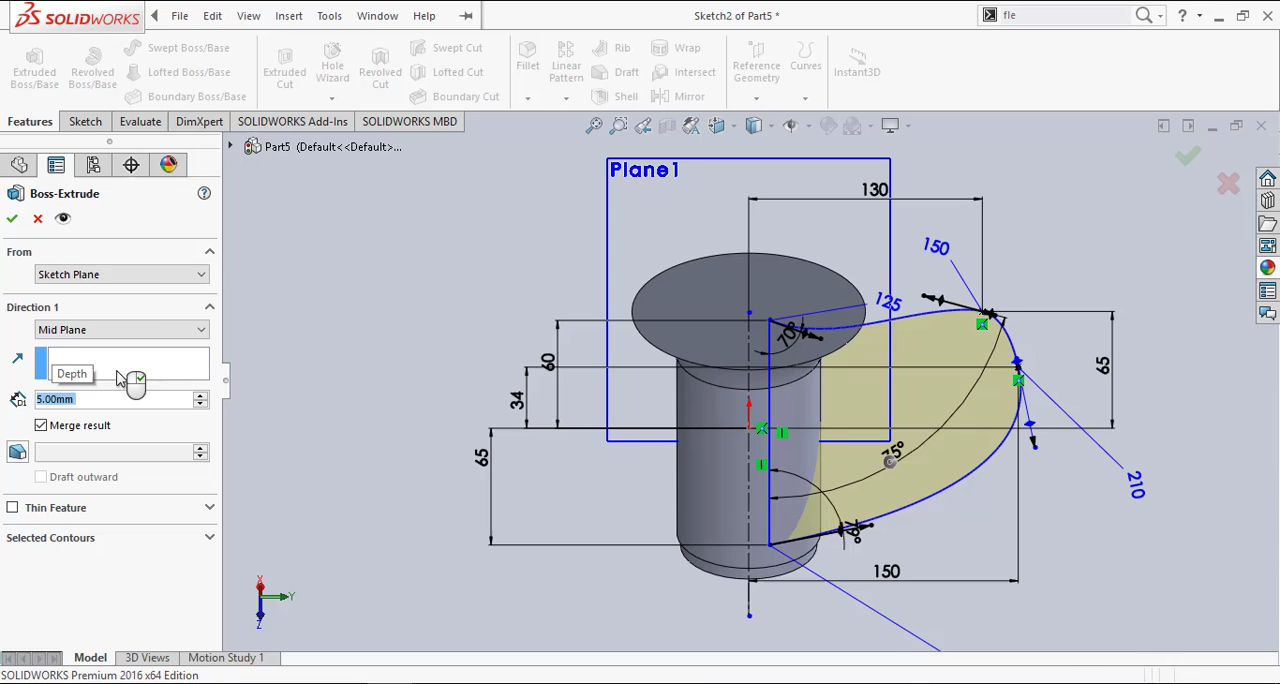 SOLIDWORKS File Edit View Insert Tools Window Help Sketch2 of Part5 * fle ?
Extruded Boss/Base
Revolved Boss/Base
Swept Boss/Base
Lofted Boss/Base
Boundary Boss/Base
Extruded Cut
Hole Wizard
Revolved Cut
Swept Cut
Lofted Cut
Boundary Cut
Fillet
Linear Pattern
Rib
Draft
Shell
Wrap
Intersect
Mirror
Reference Geometry
Curves
Instant3D
Features Sketch Evaluate DimXpert SOLIDWORKS Add-Ins SOLIDWORKS MBD
Part5 (Default<<Default>...
Boss-Extrude ?
From
Sketch Plane
Direction 1
Mid Plane
Depth
D1 5.00mm
Merge result
Draft outward
Thin Feature
Selected Contours
Plane1
130
150
125
70°
60
34
65
65
75°
79°
210
150
X
Y
Z
Model 3D Views Motion Study 1
SOLIDWORKS Premium 2016 x64 Edition